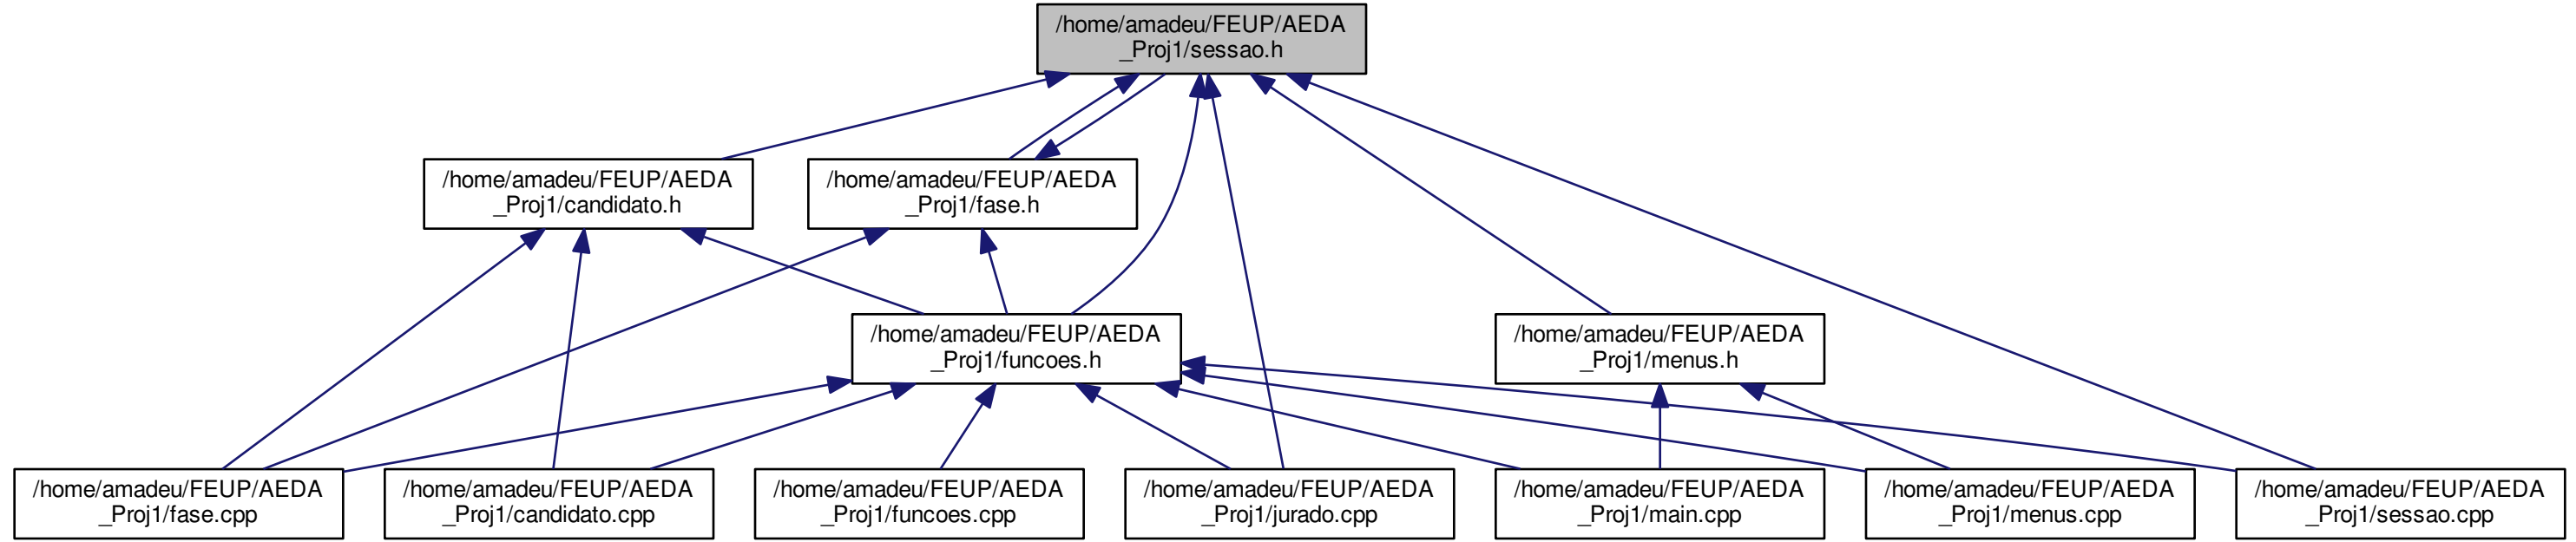 /home/amadeu/FEUP/AEDA
_Proj1/sessao.h
/home/amadeu/FEUP/AEDA
_Proj1/candidato.h
/home/amadeu/FEUP/AEDA
_Proj1/fase.h
/home/amadeu/FEUP/AEDA
_Proj1/funcoes.h
/home/amadeu/FEUP/AEDA
_Proj1/menus.h
/home/amadeu/FEUP/AEDA
_Proj1/fase.cpp
/home/amadeu/FEUP/AEDA
_Proj1/candidato.cpp
/home/amadeu/FEUP/AEDA
_Proj1/funcoes.cpp
/home/amadeu/FEUP/AEDA
_Proj1/jurado.cpp
/home/amadeu/FEUP/AEDA
_Proj1/main.cpp
/home/amadeu/FEUP/AEDA
_Proj1/menus.cpp
/home/amadeu/FEUP/AEDA
_Proj1/sessao.cpp